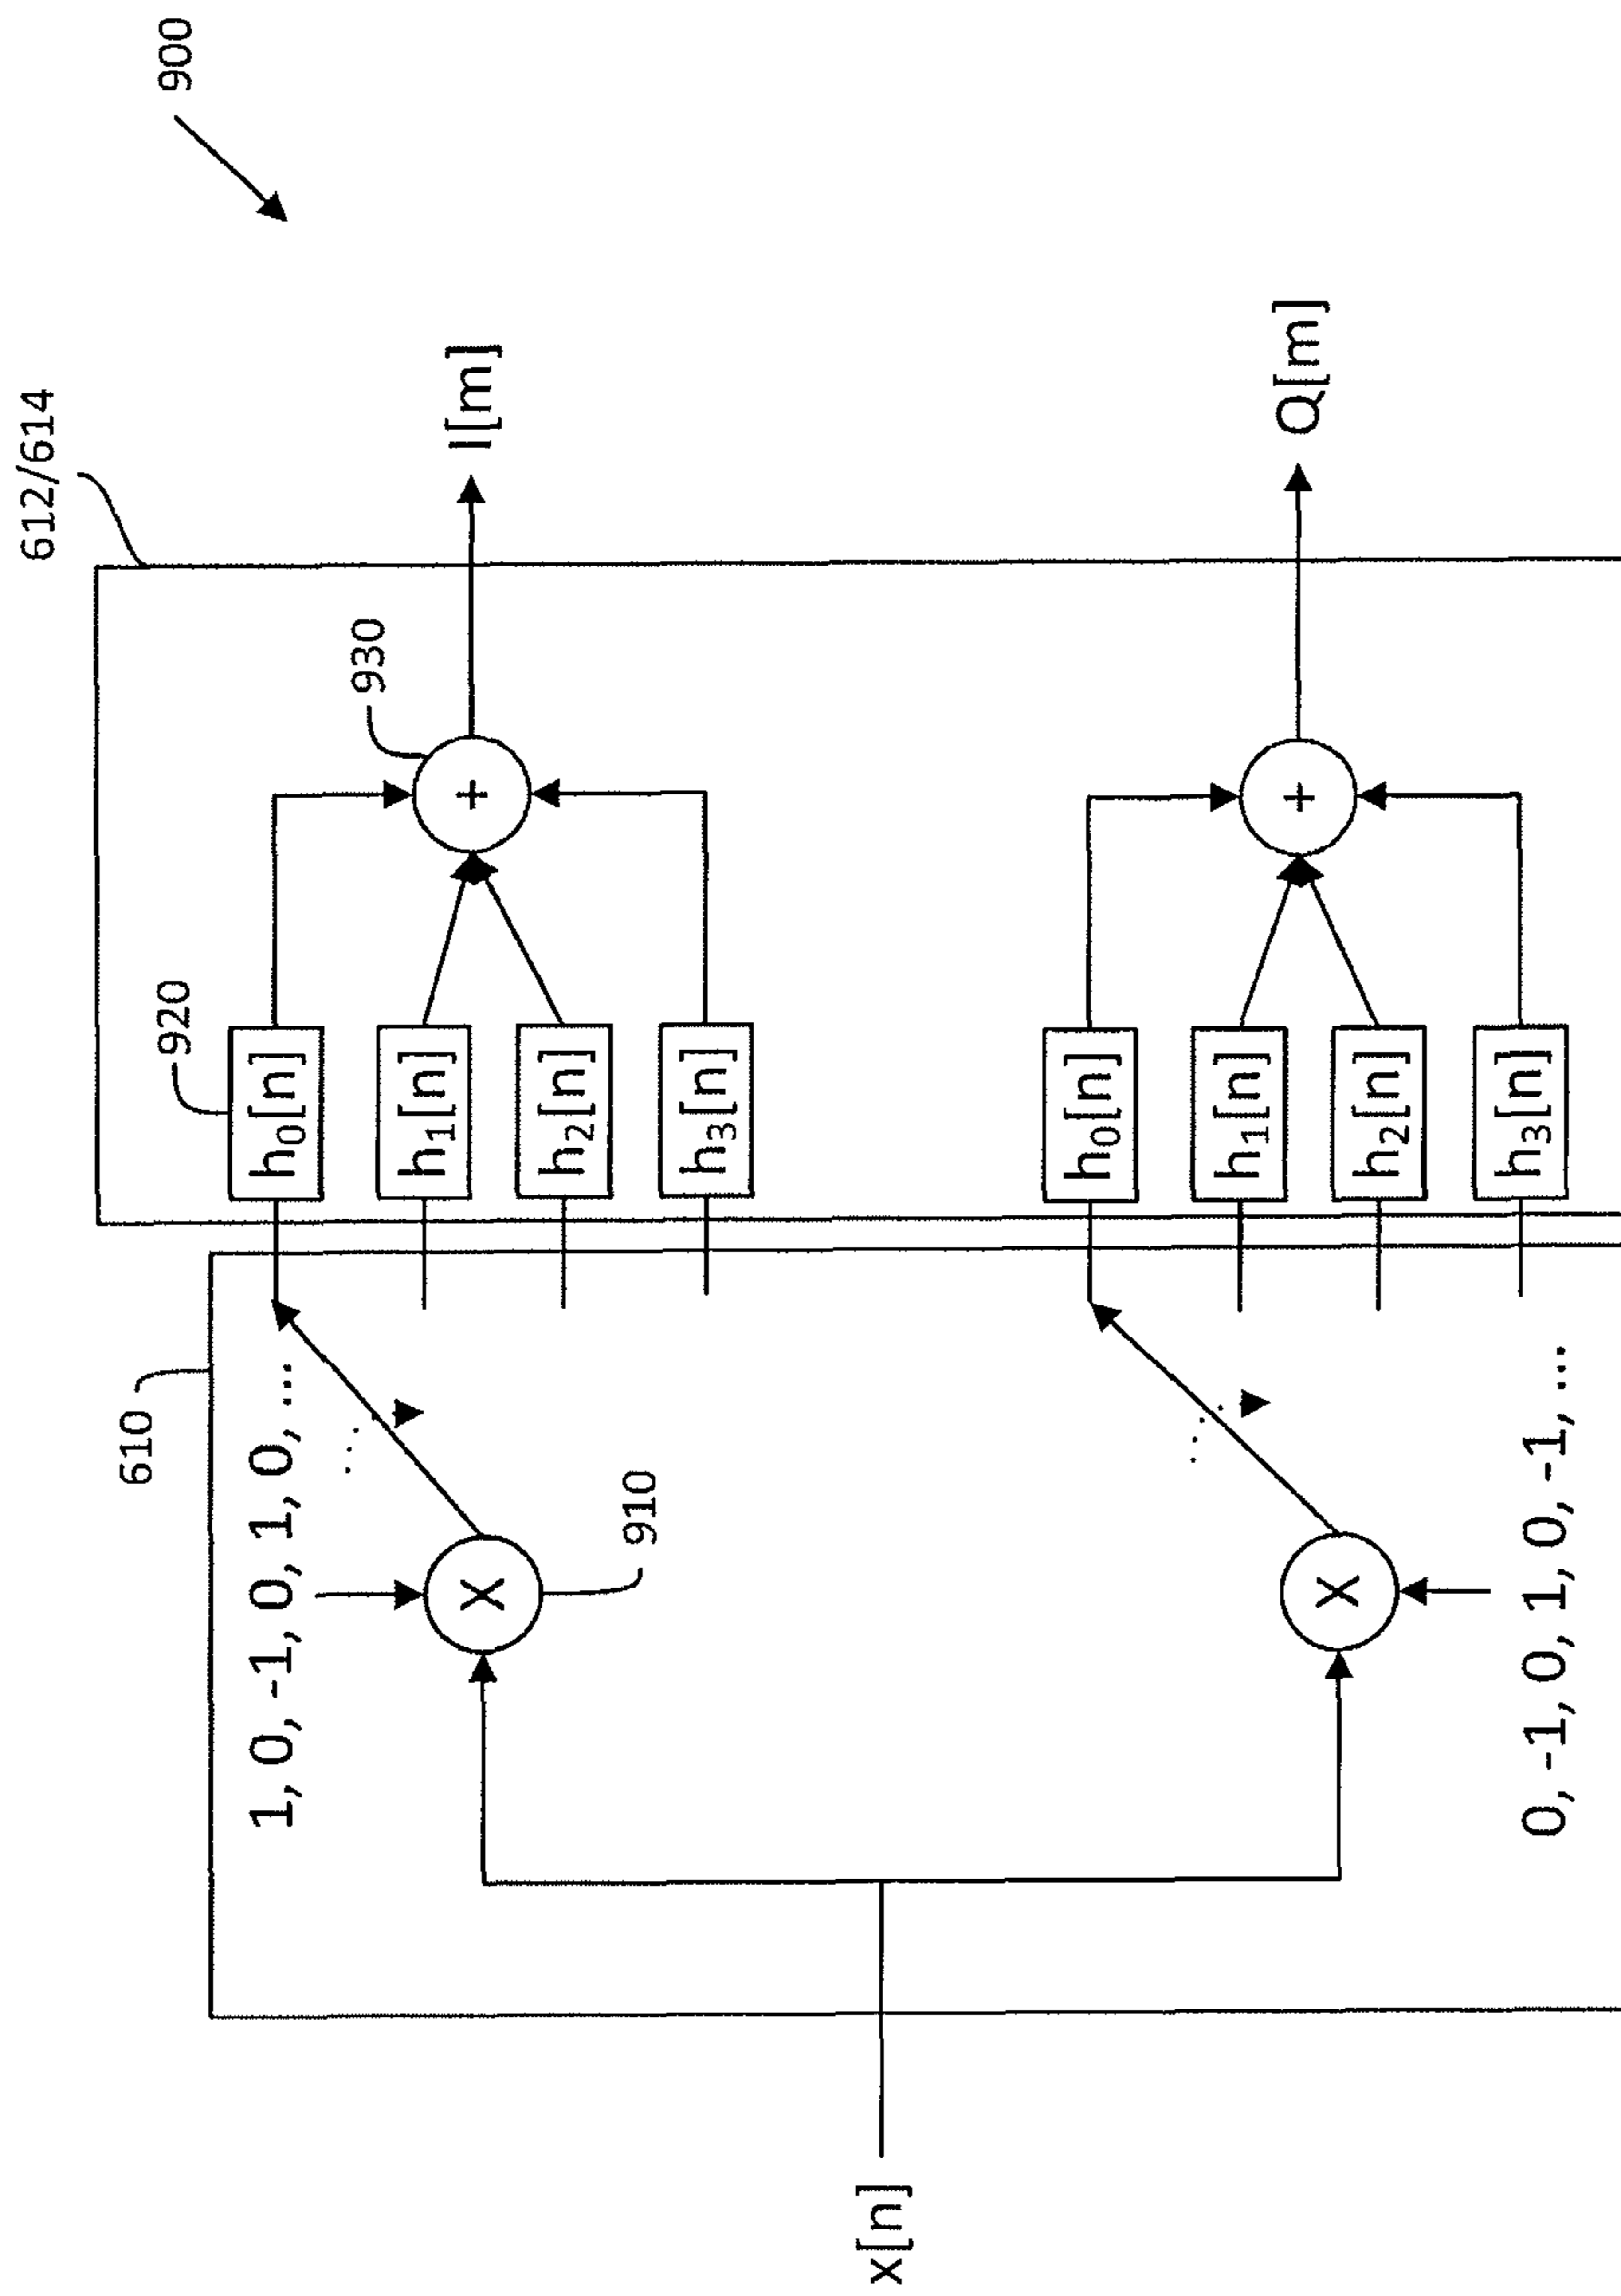 900
612/614
610
1, 0, -1, 0, 1, 0, ...
920
h₀[n]
930
h₁[n]
I[m]
h₂[n]
X
+
910
h₃[n]
x[n]
h₀[n]
h₁[n]
Q[m]
X
+
h₂[n]
h₃[n]
0, -1, 0, 1, 0, -1, ...